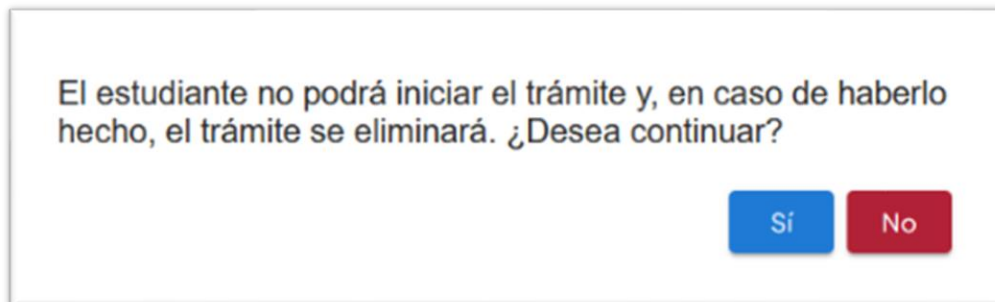 El estudiante no podrá iniciar el trámite y, en caso de haberlo
hecho, el trámite se eliminará. ¿Desea continuar?
Sí No